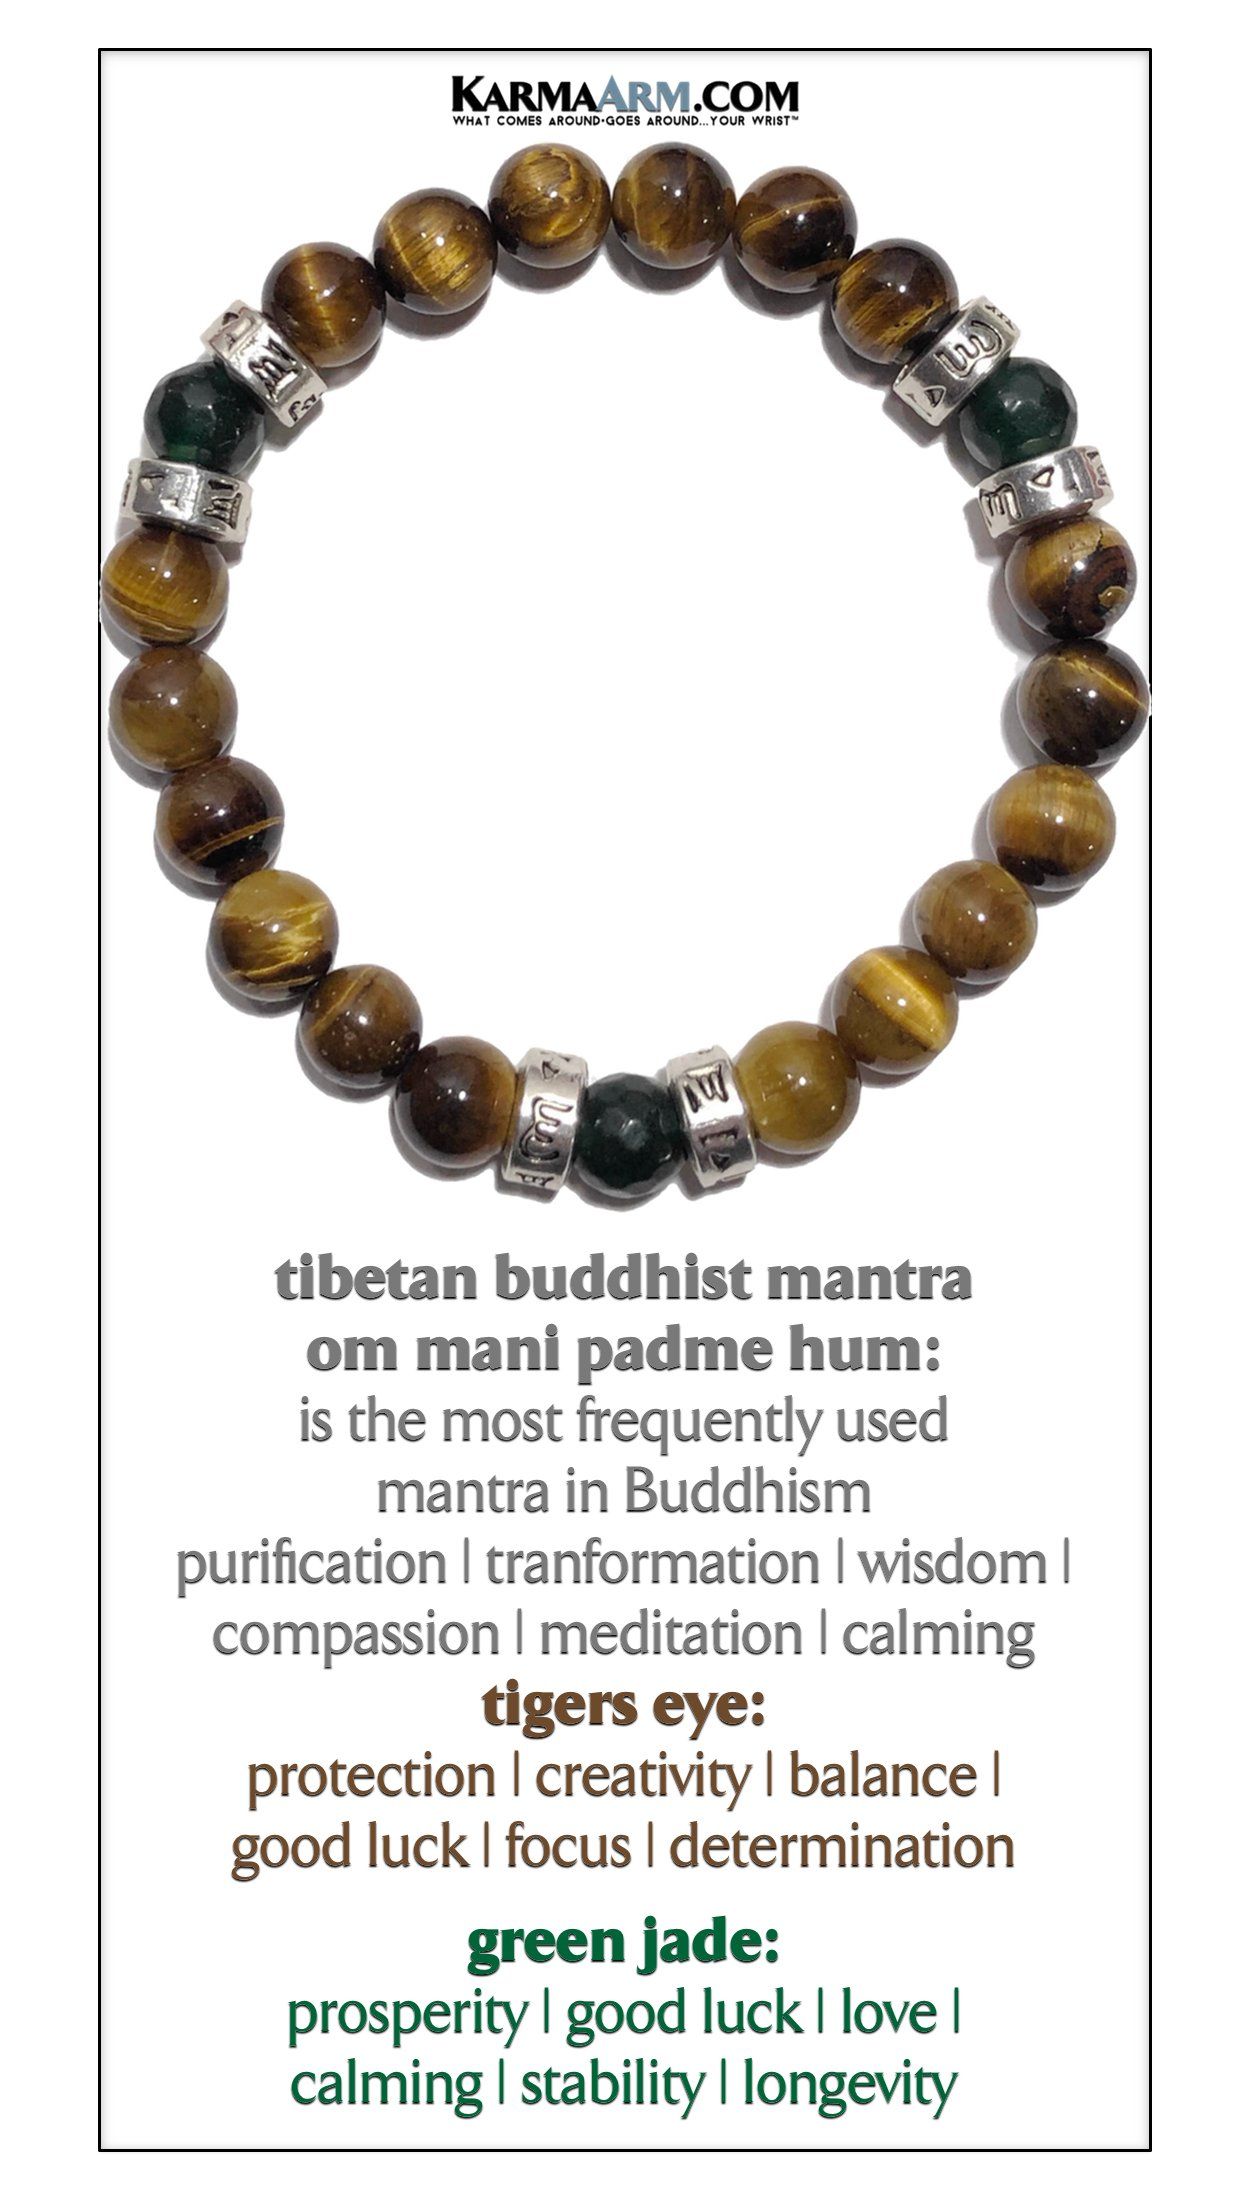 KARMAARM.COM
WHAT COMES AROUND•GOES AROUND...YOUR WRIST™
tibetan buddhist mantra
om mani padme hum:
is the most frequently used
mantra in Buddhism
purification | tranformation | wisdom |
compassion | meditation | calming
tigers eye:
protection | creativity | balance |
good luck | focus | determination
green jade:
prosperity | good luck | love |
calming | stability | longevity